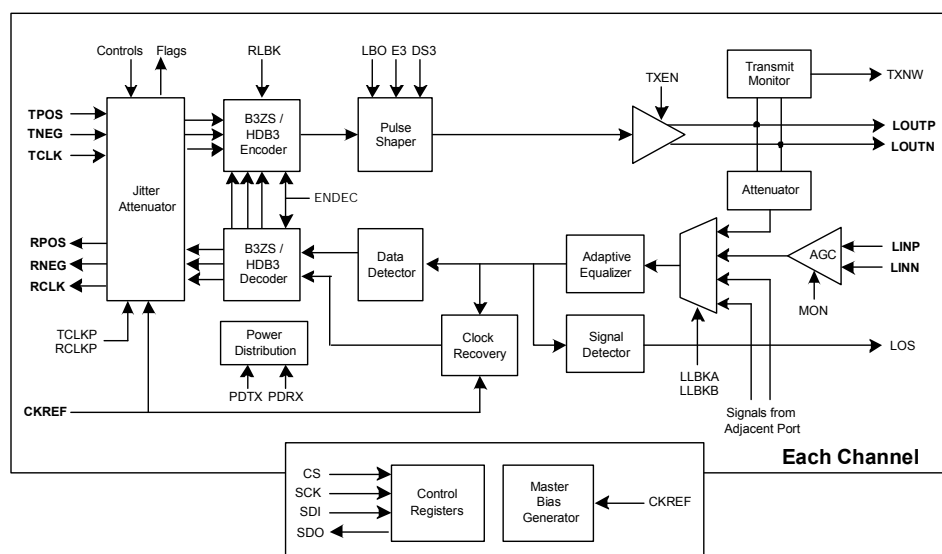 Controls Flags RLBK LBO E3 DS3
TXEN
Transmit
Monitor
TXNW
TPOS
TNEG
TCLK
B3ZS /
HDB3
Encoder
Pulse
Shaper
LOUTP
LOUTN
Jitter
Attenuator
ENDEC
Attenuator
RPOS
RNEG
RCLK
B3ZS /
HDB3
Decoder
Data
Detector
Adaptive
Equalizer
AGC
LINP
LINN
MON
TCLKP
RCLKP
Power
Distribution
Clock
Recovery
Signal
Detector
LOS
PDTX PDRX
LLBKA
LLBKB
CKREF
Signals from
Adjacent Port
Each Channel
CS
SCK
SDI
SDO
Control
Registers
Master
Bias
Generator
CKREF